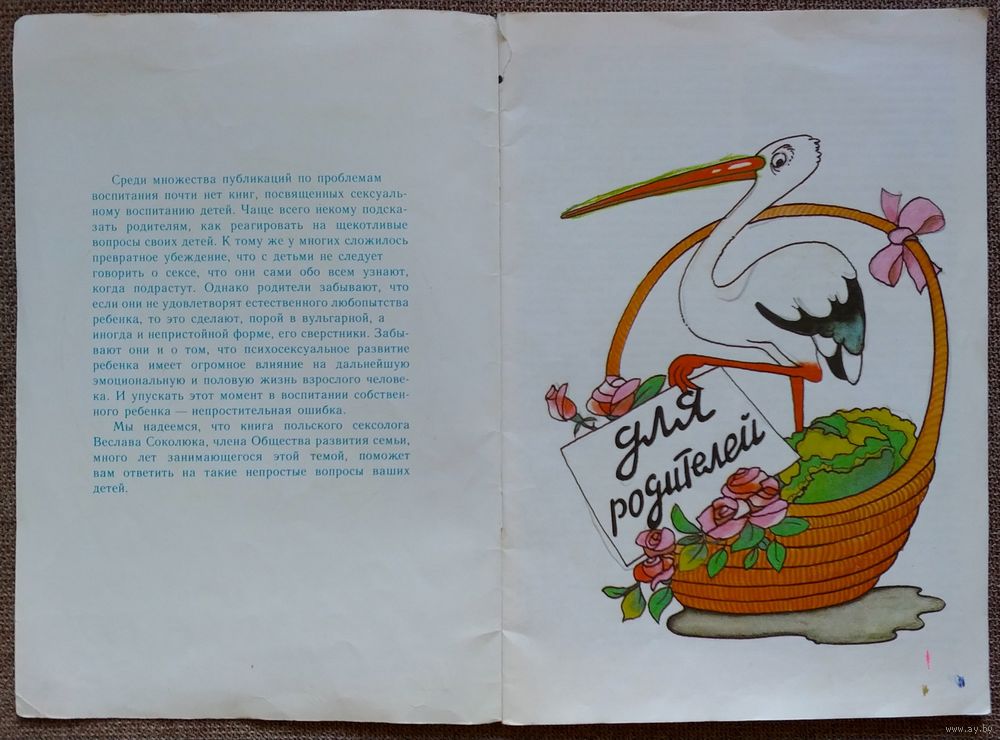 Среди множества публикаций по проблемам
воспитания почти нет книг, посвященных сексуаль-
ному воспитанию детей. Чаще всего некому подска-
зать родителям, как реагировать на щекотливые
вопросы своих детей. К тому же у многих сложилось
превратное убеждение, что с детьми не следует
говорить о сексе, что они сами обо всем узнают,
когда подрастут. Однако родители забывают, что
если они не удовлетворят естественного любопытства
ребенка, то это сделают, порой в вульгарной, а
иногда и непристойной форме, его сверстники. Забы-
вают они и о том, что психосексуальное развитие
ребенка имеет огромное влияние на дальнейшую
эмоциональную и половую жизнь взрослого челове-
ка. И упускать этот момент в воспитании собствен-
ного ребенка — непростительная ошибка.
Мы надеемся, что книга польского сексолога
Веслава Соколюка, члена Общества развития семьи,
много лет занимающегося этой темой, поможет
вам ответить на такие непростые вопросы ваших
детей.
для
родителей
www.ay.by